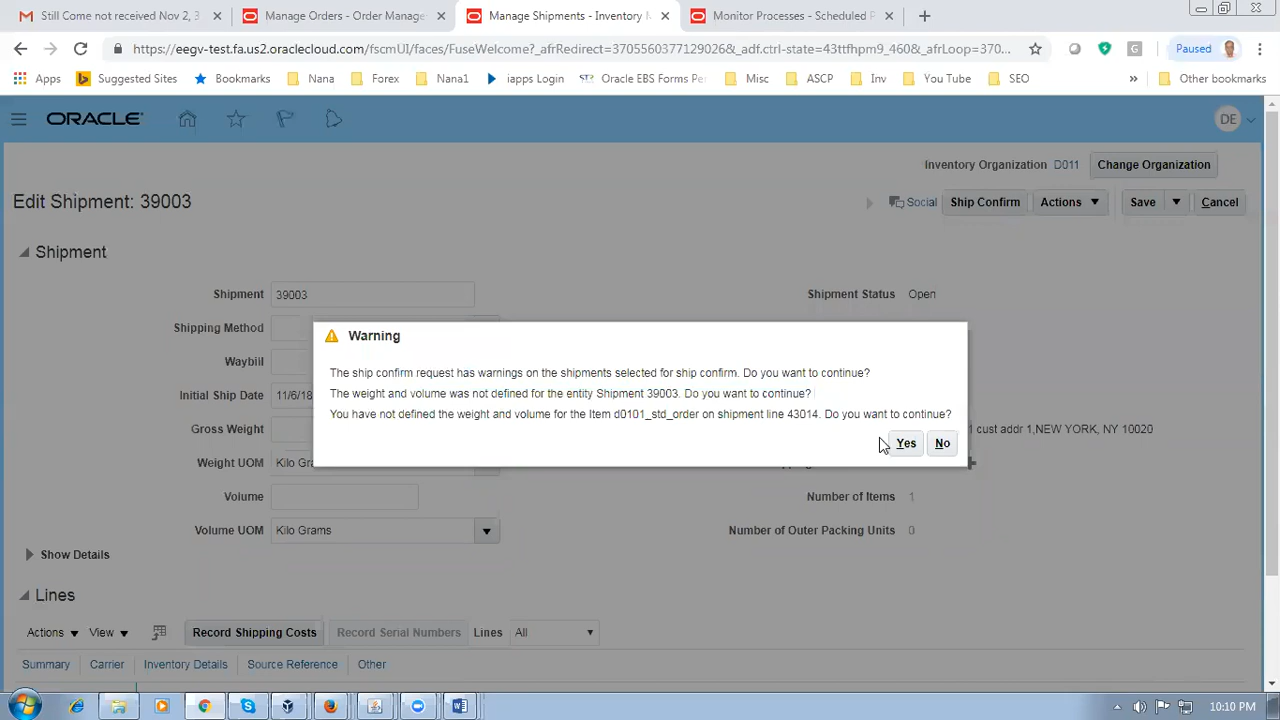 Still Come not received Nov 2, 3
Manage Orders - Order Manage
Manage Shipments - Inventory M
Monitor Processes - Scheduled P
https://eegv-test.fa.us2.oraclecloud.com/fscmUI/faces/FuseWelcome?_afrRedirect=3705560377129026&_adf.ctrl-state=43ttfhpm9_460&_afrLoop=370...
Paused
Apps
Suggested Sites
Bookmarks
Nana
Forex
Nana1
iapps Login
Oracle EBS Forms Pe
Misc
ASCP
Inv
You Tube
SEO
Other bookmarks
ORACLE
DE
Inventory Organization D011 Change Organization
Edit Shipment: 39003
Social Ship Confirm Actions Save Cancel
Shipment
Shipment 39003
Shipment Status Open
Shipping Method
Waybill
Initial Ship Date 11/6/18
Gross Weight
cust addr 1,NEW YORK, NY 10020
Weight UOM Kilo Gra
Volume
Number of Items 1
Volume UOM Kilo Grams
Number of Outer Packing Units 0
Show Details
Warning
The ship confirm request has warnings on the shipments selected for ship confirm. Do you want to continue?
The weight and volume was not defined for the entity Shipment 39003. Do you want to continue?
You have not defined the weight and volume for the Item d0101_std_order on shipment line 43014. Do you want to continue?
Yes No
Lines
Actions View Record Shipping Costs Record Serial Numbers Lines All
Summary Carrier Inventory Details Source Reference Other
10:10 PM